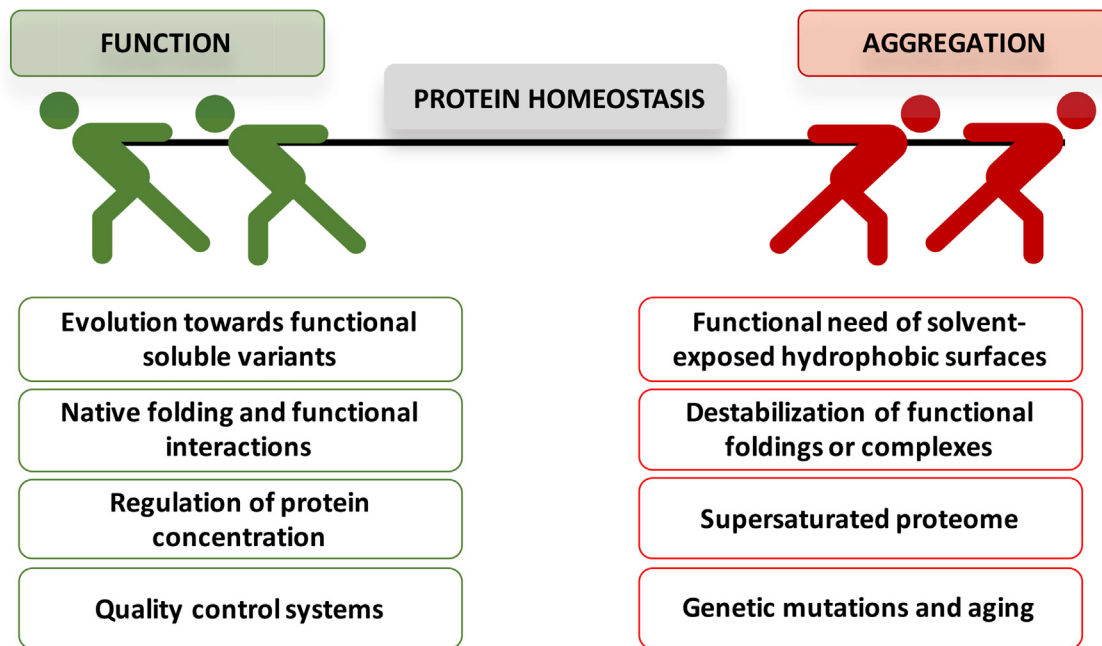 FUNCTION
AGGREGATION
PROTEIN HOMEOSTASIS
Evolution towards functional
soluble variants
Native folding and functional
interactions
Regulation of protein
concentration
Quality control systems
Functional need of solvent-
exposed hydrophobic surfaces
Destabilization of functional
foldings or complexes
Supersaturated proteome
Genetic mutations and aging